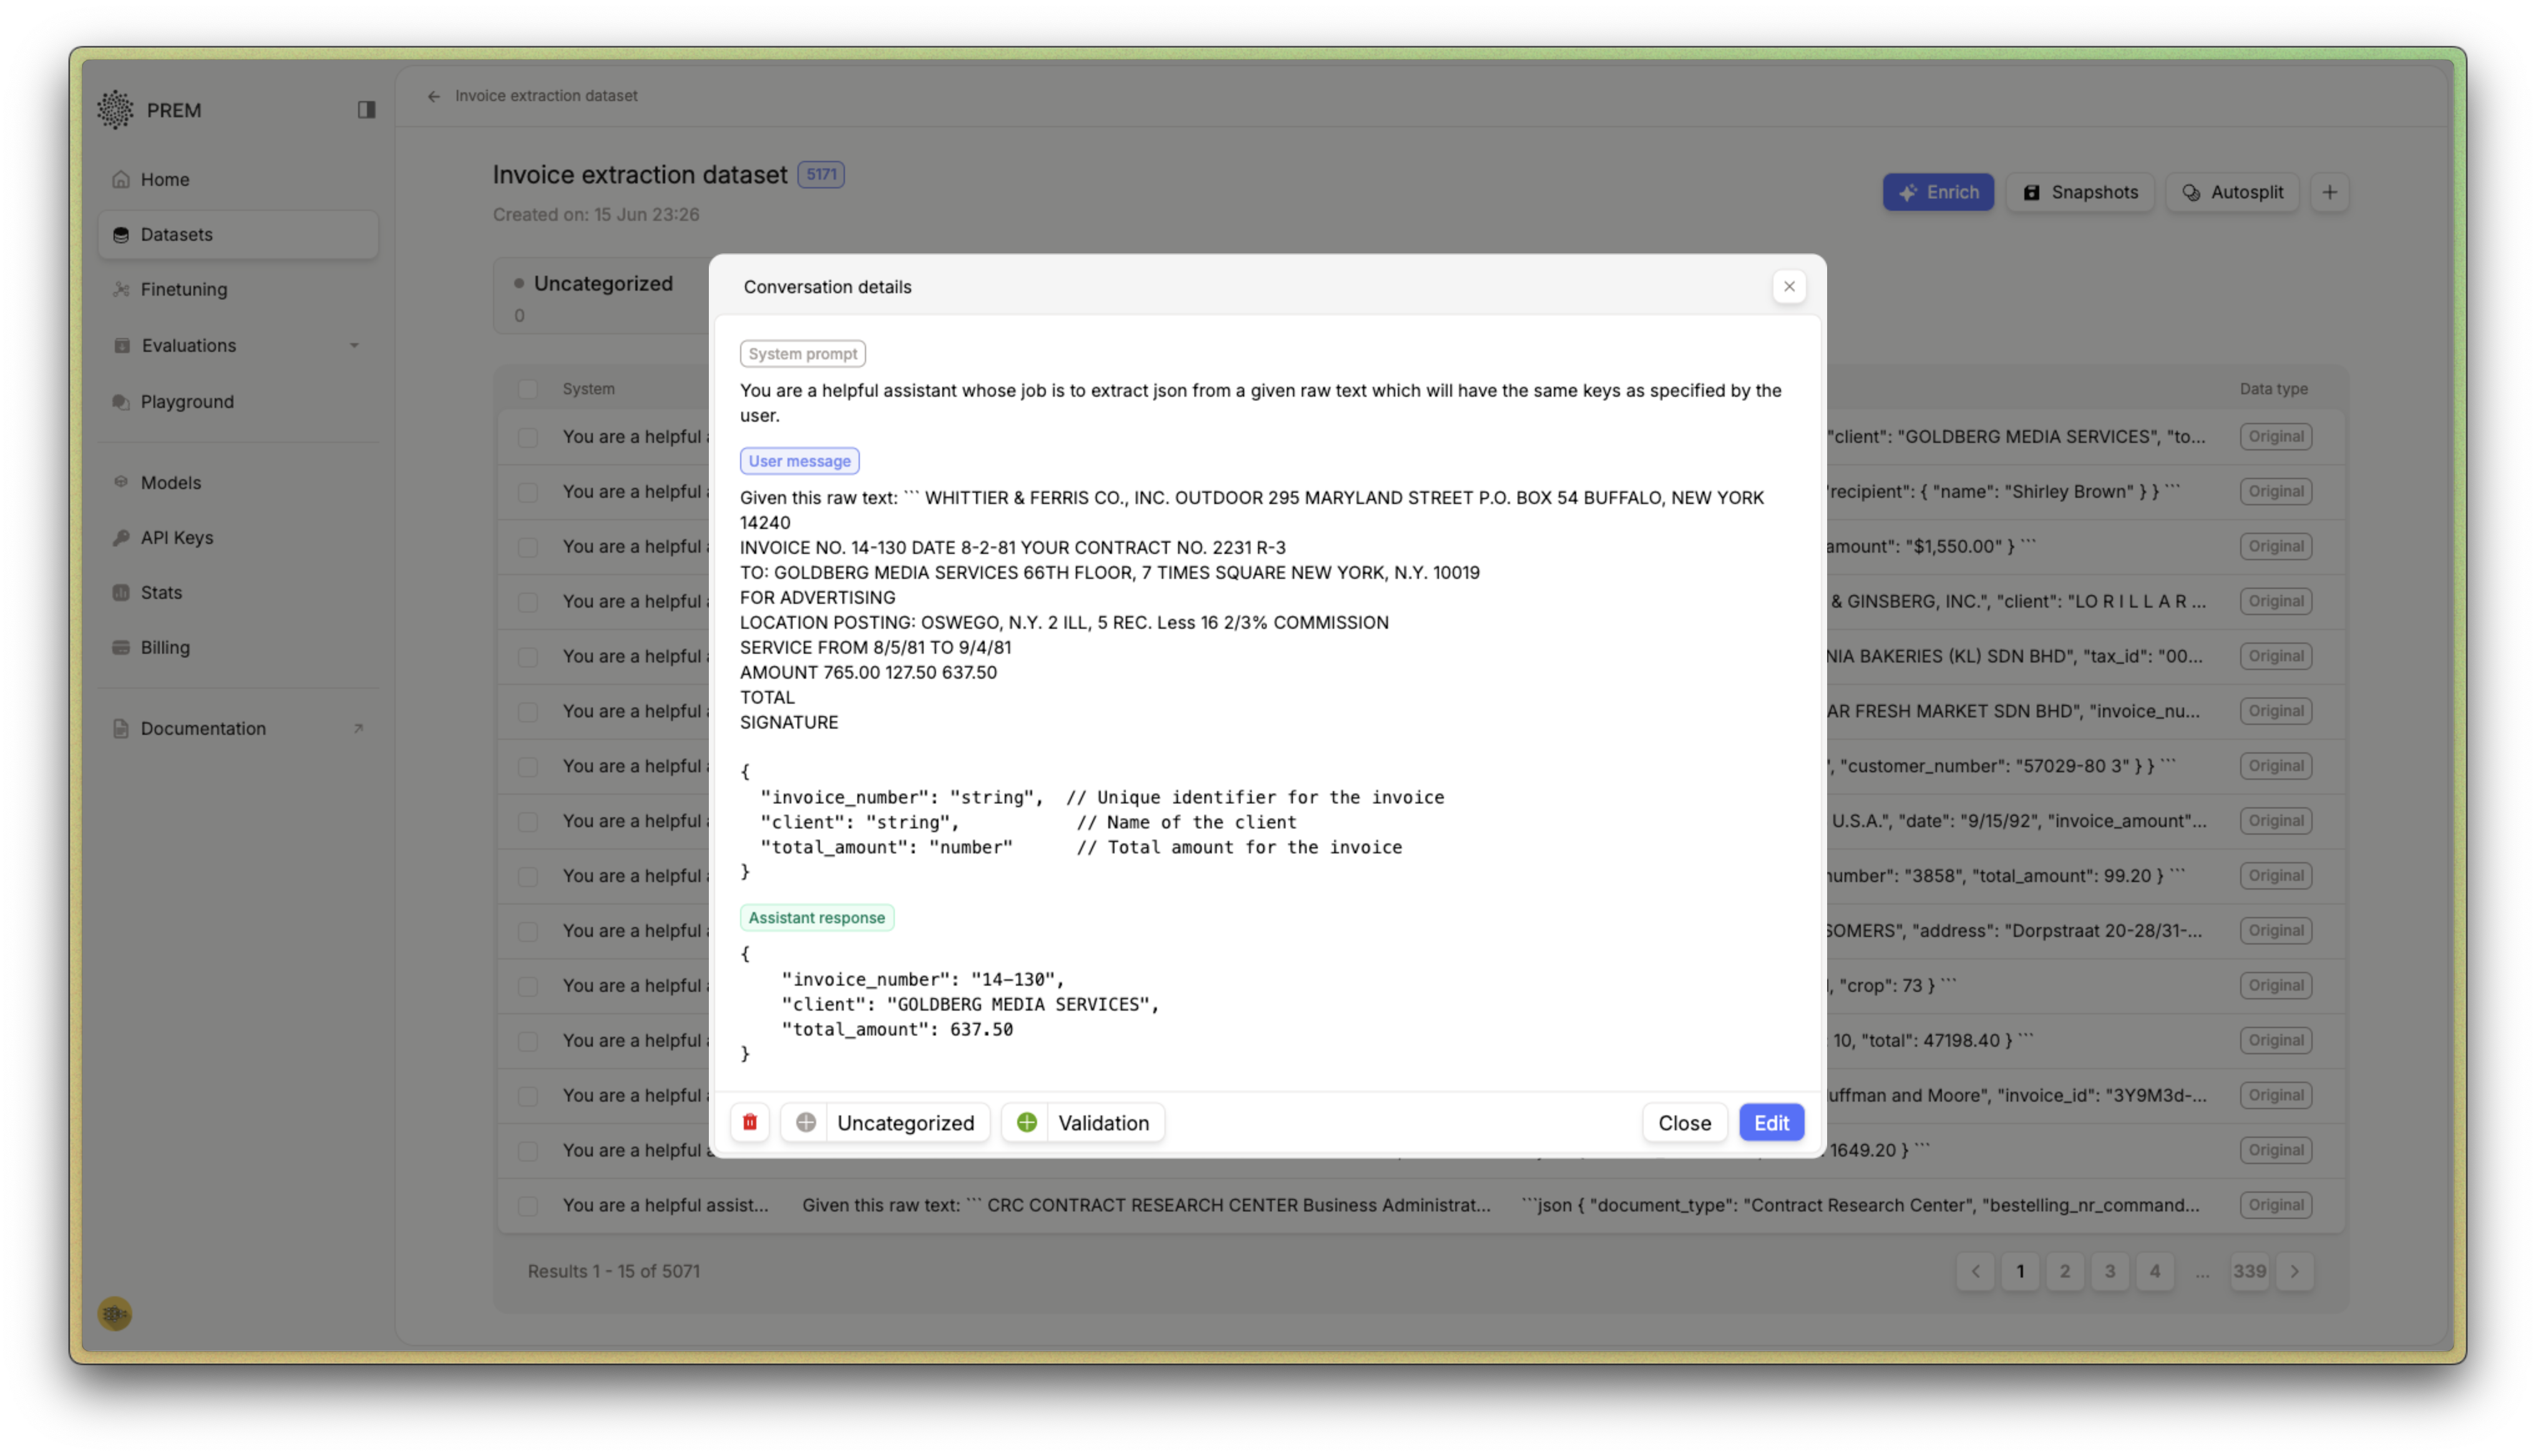 PREM
Home
Datasets
Finetuning
Evaluations
Playground
Models
API Keys
Stats
Billing
Documentation
Invoice extraction dataset
Invoice extraction dataset 5171
Created on: 15 Jun 23:26
Enrich
Snapshots
Autosplit
Uncategorized
0
Conversation details
System prompt
You are a helpful assistant whose job is to extract json from a given raw text which will have the same keys as specified by the
user.
User message
Given this raw text: ``` WHITTIER & FERRIS CO., INC. OUTDOOR 295 MARYLAND STREET P.O. BOX 54 BUFFALO, NEW YORK
14240
INVOICE NO. 14-130 DATE 8-2-81 YOUR CONTRACT NO. 2231 R-3
TO: GOLDBERG MEDIA SERVICES 66TH FLOOR, 7 TIMES SQUARE NEW YORK, N.Y. 10019
FOR ADVERTISING
LOCATION POSTING: OSWEGO, N.Y. 2 ILL, 5 REC. Less 16 2/3% COMMISSION
SERVICE FROM 8/5/81 TO 9/4/81
AMOUNT 765.00 127.50 637.50
TOTAL
SIGNATURE
{
"invoice_number": "string", // Unique identifier for the invoice
"client": "string", // Name of the client
"total_amount": "number" // Total amount for the invoice
}
Assistant response
{
"invoice_number": "14-130",
"client": "GOLDBERG MEDIA SERVICES",
"total_amount": 637.50
}
Uncategorized
Validation
Close
Edit
System
Data type
You are a helpful "client": "GOLDBERG MEDIA SERVICES", "to... Original
You are a helpful "recipient": { "name": "Shirley Brown" } } ``` Original
You are a helpful amount": "$1,550.00" } ``` Original
You are a helpful & GINSBERG, INC.", "client": "LO R I L L A R ... Original
You are a helpful NIA BAKERIES (KL) SDN BHD", "tax_id": "00... Original
You are a helpful AR FRESH MARKET SDN BHD", "invoice_nu... Original
You are a helpful ", "customer_number": "57029-80 3" } } ``` Original
You are a helpful U.S.A.", "date": "9/15/92", "invoice_amount"... Original
You are a helpful number": "3858", "total_amount": 99.20 } ``` Original
You are a helpful SOMERS", "address": "Dorpstraat 20-28/31-... Original
You are a helpful , "crop": 73 } ``` Original
You are a helpful 10, "total": 47198.40 } ``` Original
You are a helpful uffman and Moore", "invoice_id": "3Y9M3d-... Original
You are a helpful 1649.20 } ``` Original
You are a helpful assist... Given this raw text: ``` CRC CONTRACT RESEARCH CENTER Business Administrat... ```json { "document_type": "Contract Research Center", "bestelling_nr_command... Original
Results 1 - 15 of 5071
1 2 3 4 ... 339